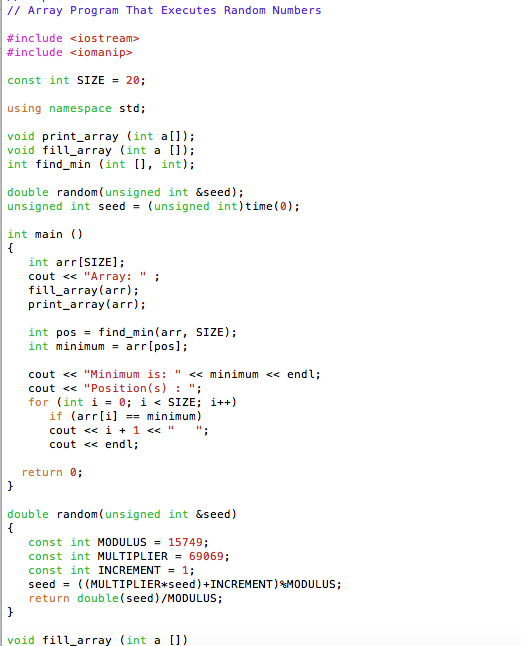 // Array Program That Executes Random Numbers
#include <iostream>
#include <iomanip>
const int SIZE = 20;
using namespace std;
void print_array (int a[]);
void fill_array (int a []);
int find_min (int [], int);
double random(unsigned int &seed);
unsigned int seed = (unsigned int)time(0);
int main ()
{
int arr[SIZE];
cout << "Array: " ;
fill_array(arr);
print_array(arr);
int pos = find_min(arr, SIZE);
int minimum = arr[pos];
cout << "Minimum is: " << minimum << endl;
cout << "Position(s) : ";
for (int i = 0; i < SIZE; i++)
if (arr[i] == minimum)
cout << i + 1 << "   ";
cout << endl;
return 0;
}
double random(unsigned int &seed)
{
const int MODULUS = 15749;
const int MULTIPLIER = 69069;
const int INCREMENT = 1;
seed = ((MULTIPLIER*seed)+INCREMENT)%MODULUS;
return double(seed)/MODULUS;
}
void fill_array (int a [])